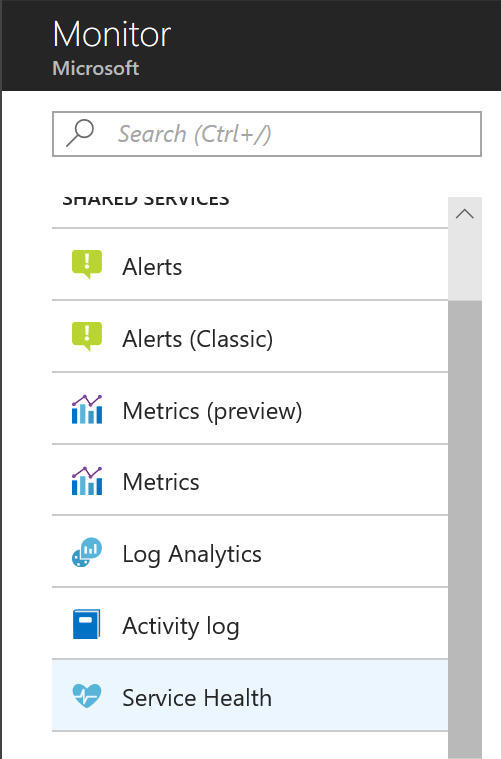 Monitor
Microsoft
Search (Ctrl+/)
SHARED SERVICES
Alerts
Alerts (Classic)
Metrics (preview)
Metrics
Log Analytics
Activity log
Service Health